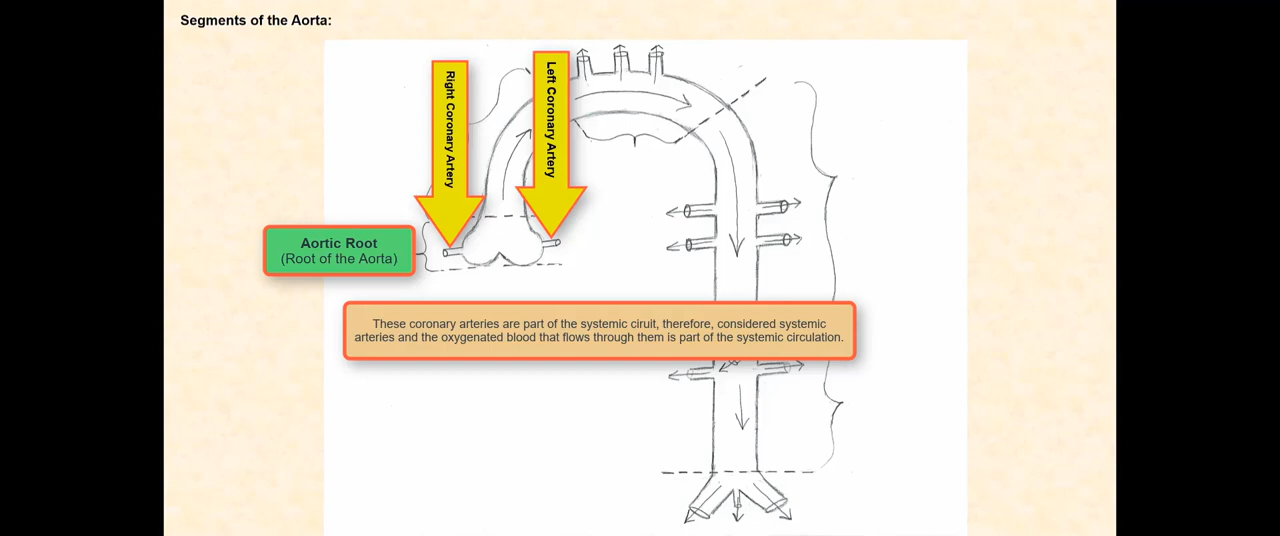 Segments of the Aorta:
Right Coronary Artery
Left Coronary Artery
Aortic Root
(Root of the Aorta)
These coronary arteries are part of the systemic ciruit, therefore, considered systemic
arteries and the oxygenated blood that flows through them is part of the systemic circulation.